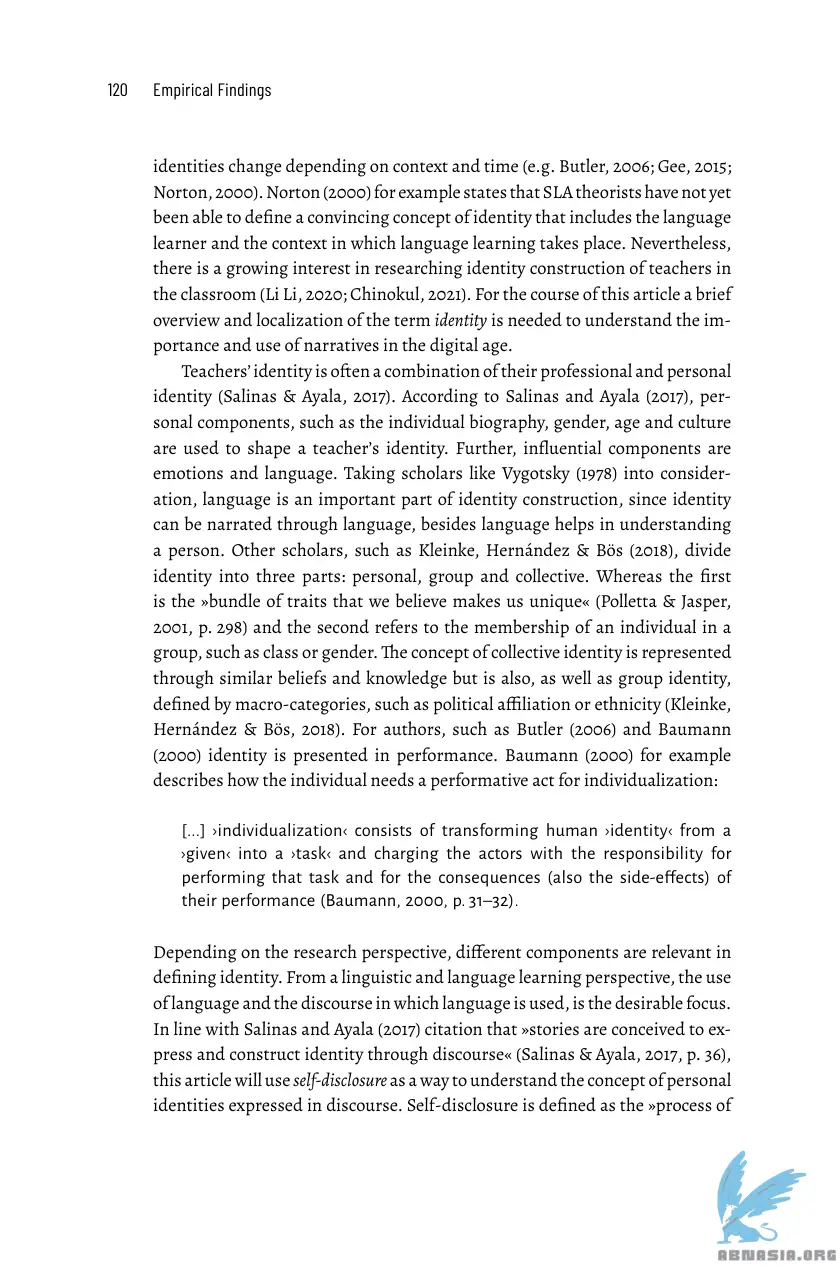 120 Empirical Findings
identities change depending on context and time (e.g. Butler, 2006; Gee, 2015;
Norton, 2000). Norton (2000) for example states that SLA theorists have not yet
been able to define a convincing concept of identity that includes the language
learner and the context in which language learning takes place. Nevertheless,
there is a growing interest in researching identity construction of teachers in
the classroom (Li Li, 2020; Chinokul, 2021). For the course of this article a brief
overview and localization of the term identity is needed to understand the im-
portance and use of narratives in the digital age.
Teachers’ identity is often a combination of their professional and personal
identity (Salinas & Ayala, 2017). According to Salinas and Ayala (2017), per-
sonal components, such as the individual biography, gender, age and culture
are used to shape a teacher’s identity. Further, influential components are
emotions and language. Taking scholars like Vygotsky (1978) into consider-
ation, language is an important part of identity construction, since identity
can be narrated through language, besides language helps in understanding
a person. Other scholars, such as Kleinke, Hernández & Bös (2018), divide
identity into three parts: personal, group and collective. Whereas the first
is the »bundle of traits that we believe makes us unique« (Polletta & Jasper,
2001, p. 298) and the second refers to the membership of an individual in a
group, such as class or gender. The concept of collective identity is represented
through similar beliefs and knowledge but is also, as well as group identity,
defined by macro-categories, such as political affiliation or ethnicity (Kleinke,
Hernández & Bös, 2018). For authors, such as Butler (2006) and Baumann
(2000) identity is presented in performance. Baumann (2000) for example
describes how the individual needs a performative act for individualization:
[…] ›individualization‹ consists of transforming human ›identity‹ from a
›given‹ into a ›task‹ and charging the actors with the responsibility for
performing that task and for the consequences (also the side-effects) of
their performance (Baumann, 2000, p. 31–32).
Depending on the research perspective, different components are relevant in
defining identity. From a linguistic and language learning perspective, the use
of language and the discourse in which language is used, is the desirable focus.
In line with Salinas and Ayala (2017) citation that »stories are conceived to ex-
press and construct identity through discourse« (Salinas & Ayala, 2017, p. 36),
this article will use self-disclosure as a way to understand the concept of personal
identities expressed in discourse. Self-disclosure is defined as the »process of
ABNASIA.ORG